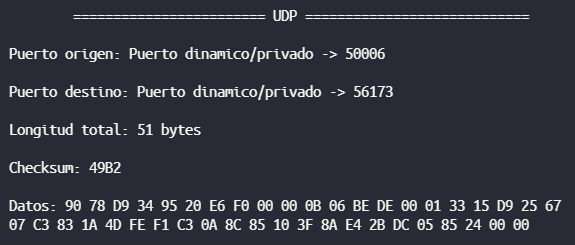 ======================== UDP ============================
Puerto origen: Puerto dinamico/privado -> 50006
Puerto destino: Puerto dinamico/privado -> 56173
Longitud total: 51 bytes
Checksum: 49B2
Datos: 90 78 D9 34 95 20 E6 F0 00 00 0B 06 BE DE 00 01 33 15 D9 25 67
07 C3 83 1A 4D FE F1 C3 0A 8C 85 10 3F 8A E4 2B DC 05 85 24 00 00